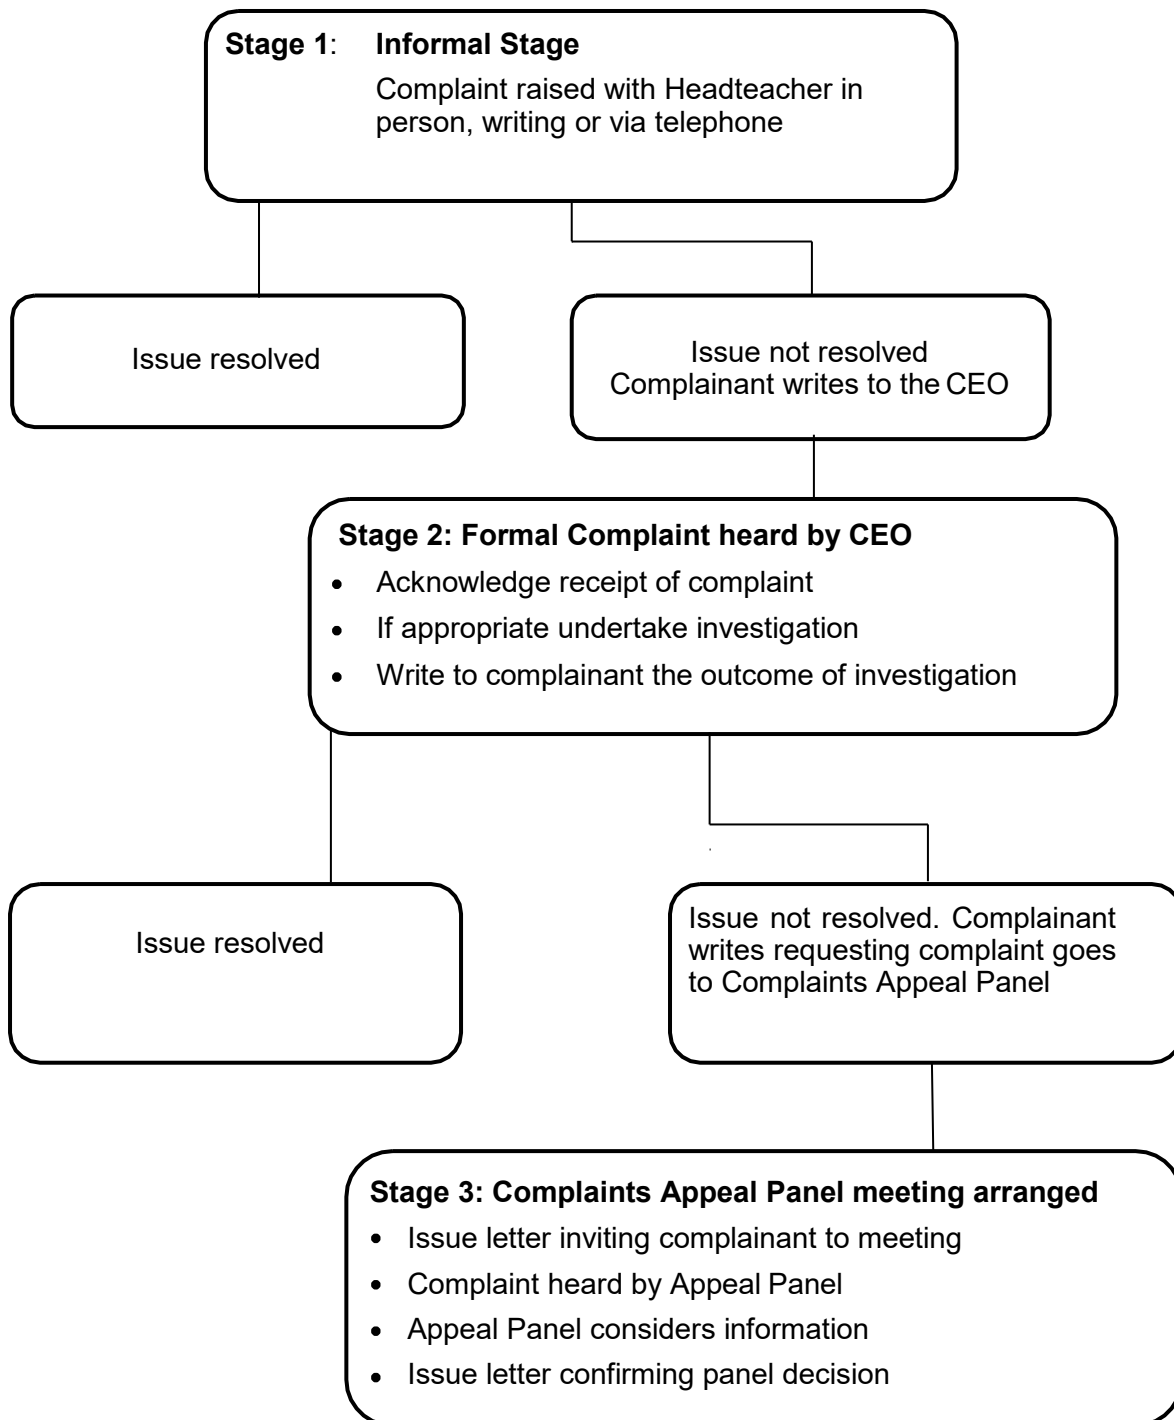 Stage 1: Informal Stage
Complaint raised with Headteacher in
person, writing or via telephone
Issue resolved
Issue not resolved
Complainant writes to the CEO
Stage 2: Formal Complaint heard by CEO
• Acknowledge receipt of complaint
• If appropriate undertake investigation
• Write to complainant the outcome of investigation
Issue resolved
Issue not resolved. Complainant
writes requesting complaint goes
to Complaints Appeal Panel
Stage 3: Complaints Appeal Panel meeting arranged
• Issue letter inviting complainant to meeting
• Complaint heard by Appeal Panel
• Appeal Panel considers information
• Issue letter confirming panel decision